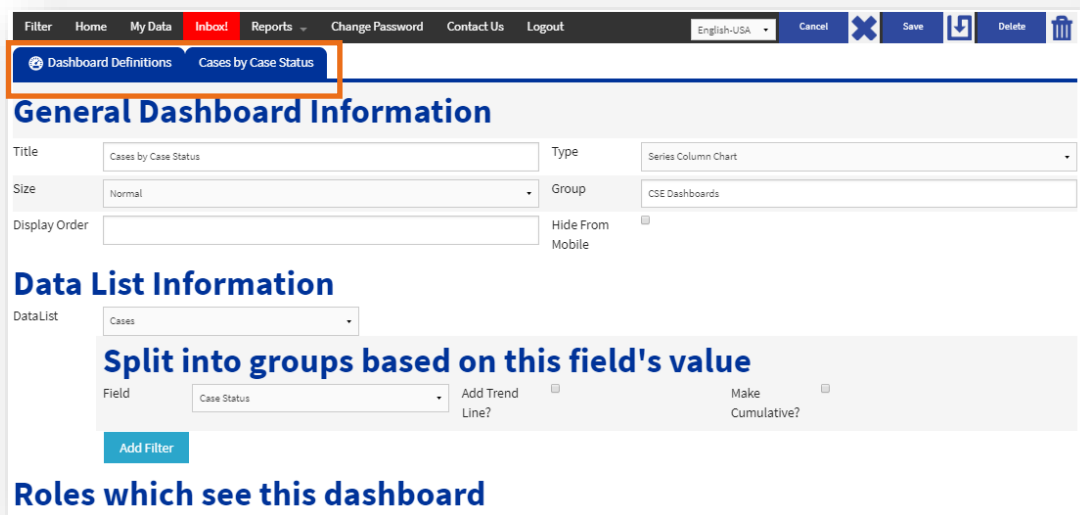 Filter Home My Data Inbox! Reports Change Password Contact Us Logout English-USA Cancel Save Delete
Dashboard Definitions Cases by Case Status
General Dashboard Information
Title Cases by Case Status Type Series Column Chart
Size Normal Group CSE Dashboards
Display Order Hide From
Mobile
Data List Information
DataList Cases
Split into groups based on this field's value
Field Case Status Add Trend Make
Line? Cumulative?
Add Filter
Roles which see this dashboard